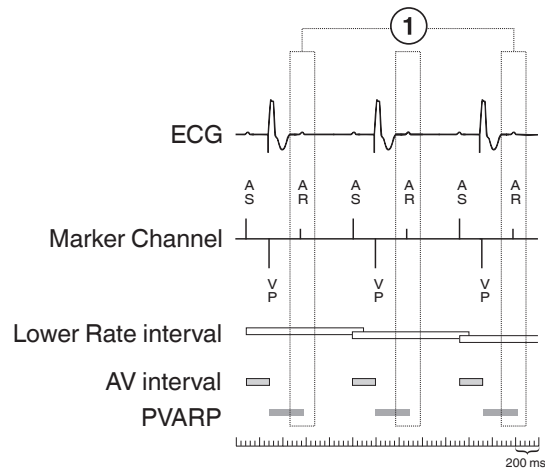 1
ECG
A
S
A
R
A
S
A
R
A
S
A
R
Marker Channel
V
P
V
P
V
P
Lower Rate interval
AV interval
PVARP
200 ms